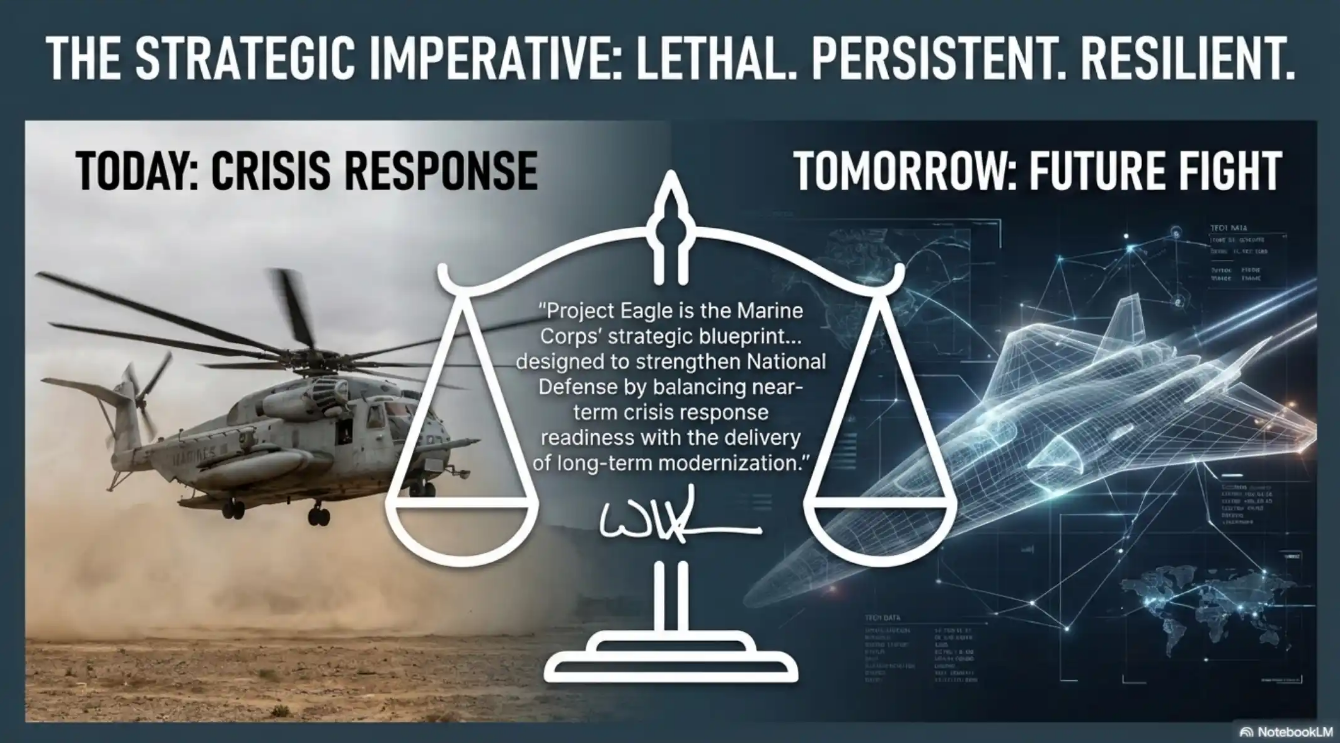 THE STRATEGIC IMPERATIVE: LETHAL. PERSISTENT. RESILIENT.
TODAY: CRISIS RESPONSE
TOMORROW: FUTURE FIGHT
"Project Eagle is the Marine
Corps' strategic blueprint...
designed to strengthen National
Defense by balancing near-
term crisis response
readiness with the delivery
of long-term modernization."
MARINES
TECH DATA
NotebookLM